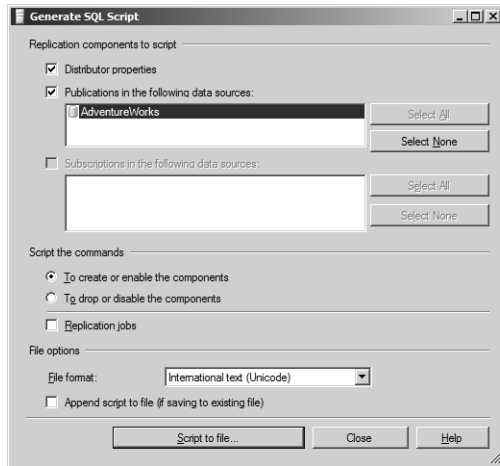 Generate SQL Script
Replication components to script
Distributor properties
Publications in the following data sources:
AdventureWorks
Select All
Select None
Subscriptions in the following data sources:
Select All
Select None
Script the commands
To create or enable the components
To drop or disable the components
Replication jobs
File options
File format:
International text (Unicode)
Append script to file (if saving to existing file)
Script to file...
Close
Help